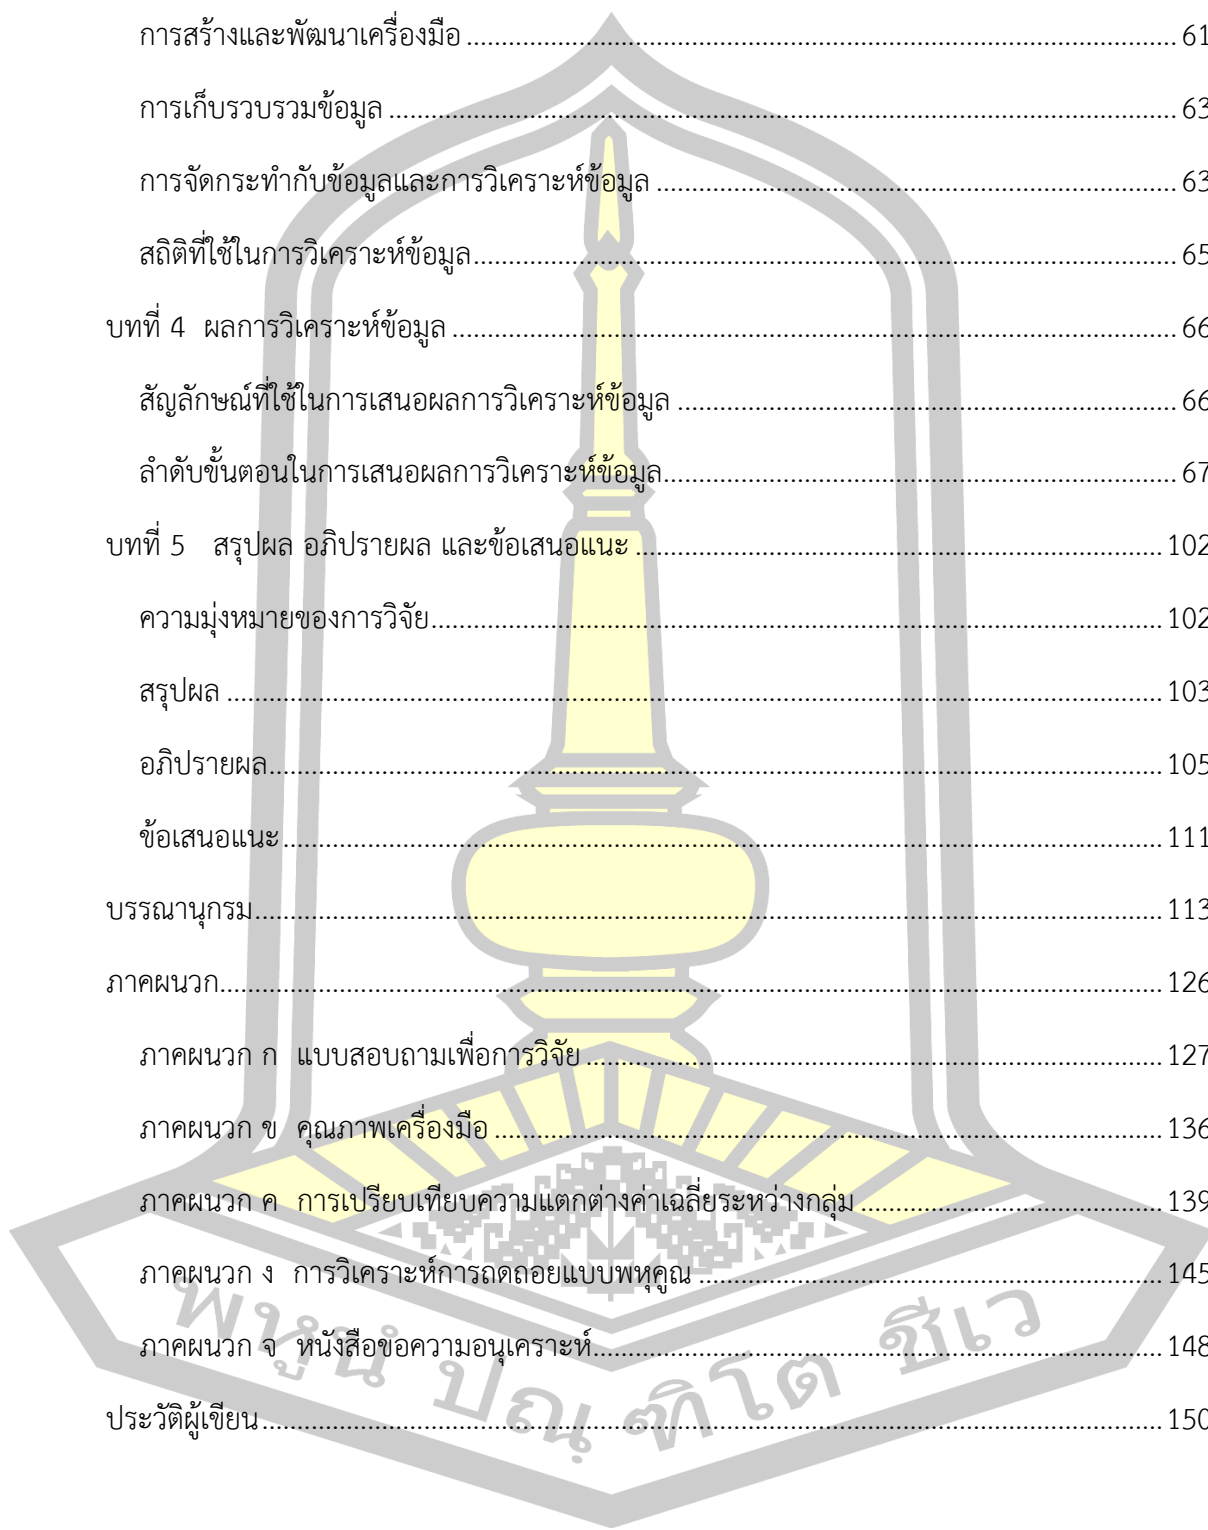 การสร้างและพัฒนาเครื่องมือ ........ 61
การเก็บรวบรวมข้อมูล ........ 63
การจัดกระทำกับข้อมูลและการวิเคราะห์ข้อมูล ........ 63
สถิติที่ใช้ในการวิเคราะห์ข้อมูล ........ 65
บทที่ 4 ผลการวิเคราะห์ข้อมูล ........ 66
สัญลักษณ์ที่ใช้ในการเสนอผลการวิเคราะห์ข้อมูล ........ 66
ลำดับขั้นตอนในการเสนอผลการวิเคราะห์ข้อมูล ........ 67
บทที่ 5 สรุปผล อภิปรายผล และข้อเสนอแนะ ........ 102
ความมุ่งหมายของการวิจัย ........ 102
สรุปผล ........ 103
อภิปรายผล ........ 105
ข้อเสนอแนะ ........ 111
บรรณานุกรม ........ 113
ภาคผนวก ........ 126
ภาคผนวก ก แบบสอบถามเพื่อการวิจัย ........ 127
ภาคผนวก ข คุณภาพเครื่องมือ ........ 136
ภาคผนวก ค การเปรียบเทียบความแตกต่างค่าเฉลี่ยระหว่างกลุ่ม ........ 139
ภาคผนวก ง การวิเคราะห์การถดถอยแบบพหุคูณ ........ 145
ภาคผนวก จ หนังสือขอความอนุเคราะห์ ........ 148
ประวัติผู้เขียน ........ 150
พหูนํ ปณฺฑิโต ชีเว